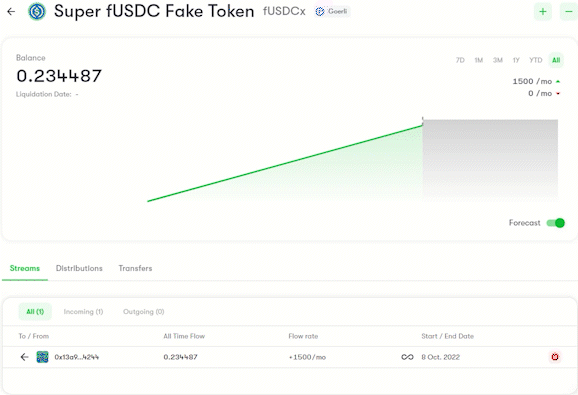 Super fUSDC Fake Token fUSDCx Goerli
Balance
0.234487
Liquidation Date: -
7D 1M 3M 1Y YTD All
1500 /mo
0 /mo
Forecast
Streams Distributions Transfers
All (1) Incoming (1) Outgoing (0)
To / From All Time Flow Flow rate Start / End Date
0x13a9...4244 0.234487 +1500/mo 8 Oct. 2022